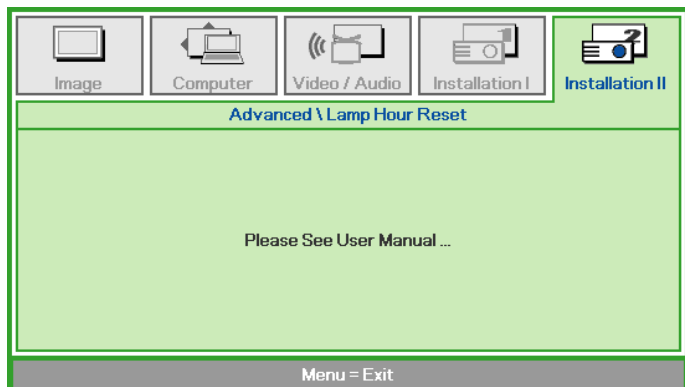 Image
Computer
Video / Audio
Installation I
Installation II
Advanced \ Lamp Hour Reset
Please See User Manual ...
Menu = Exit